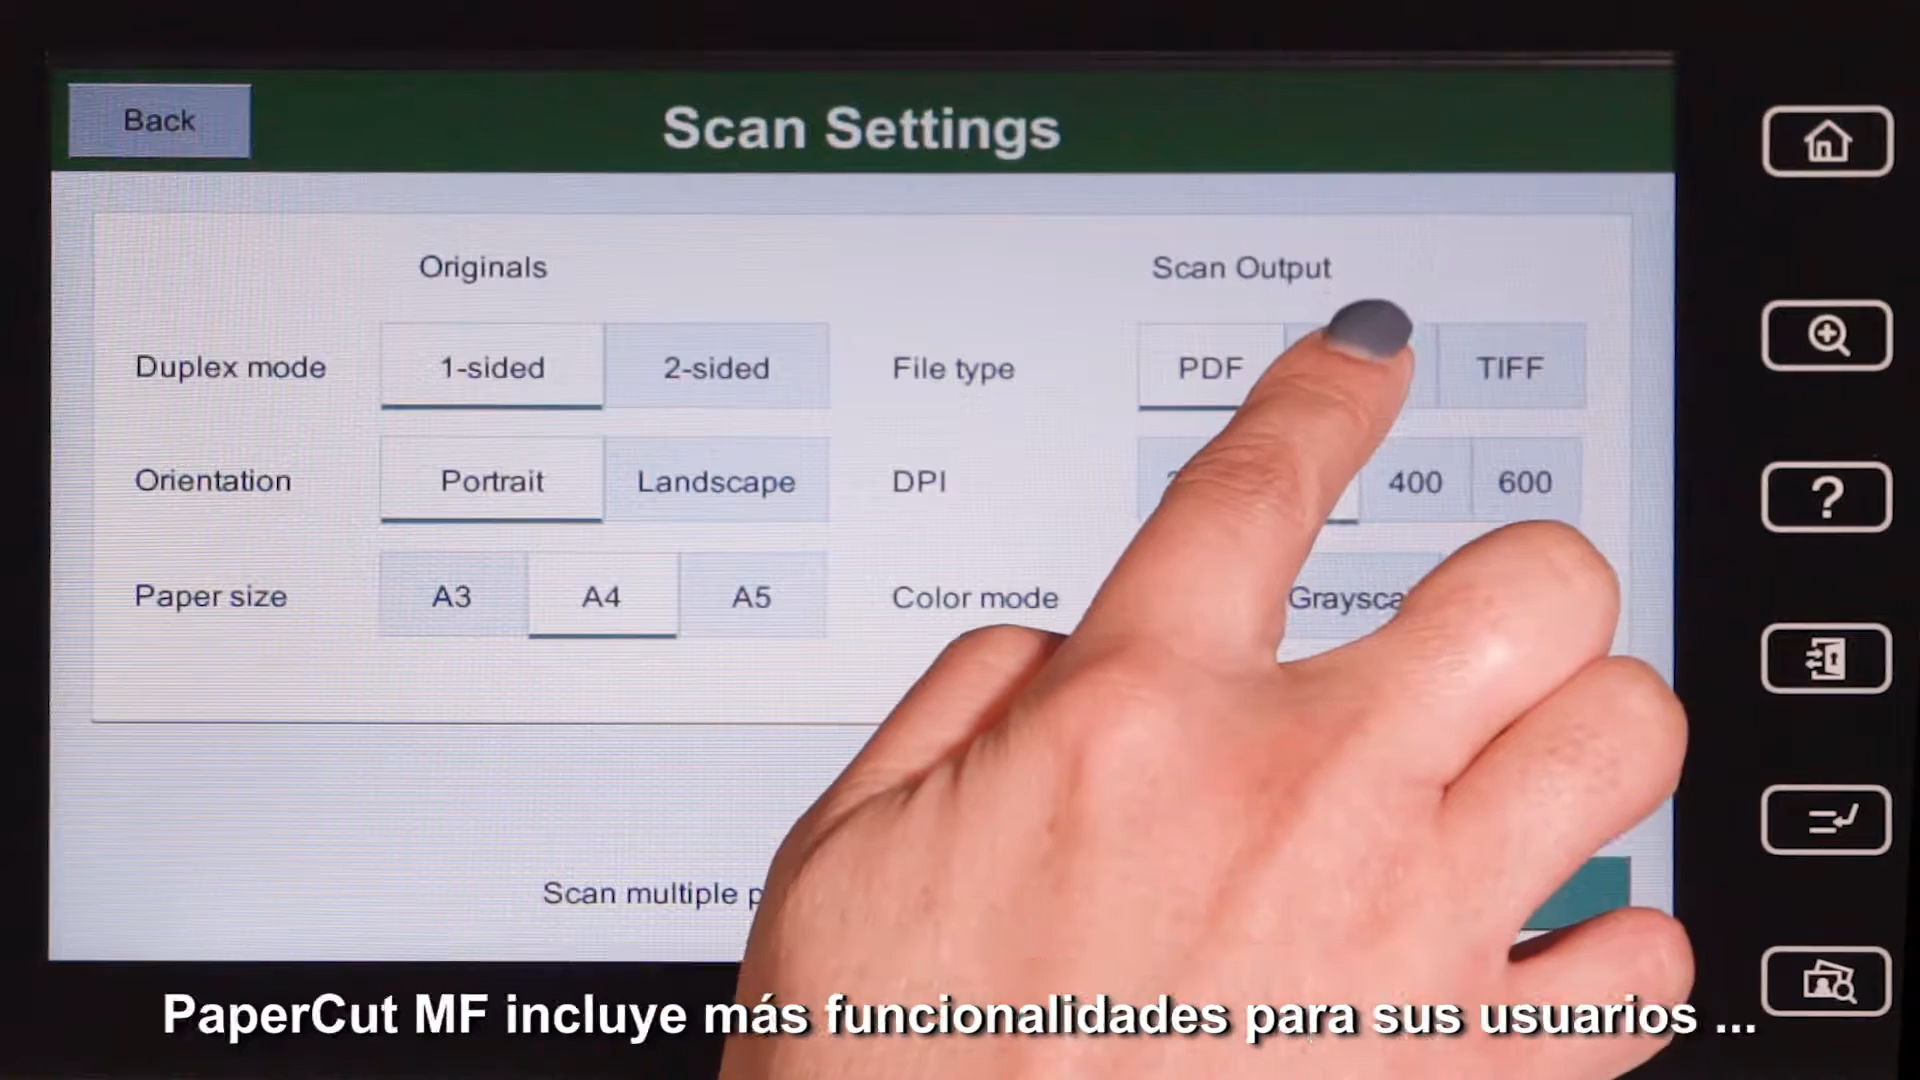 Back
Scan Settings
Originals
Scan Output
Duplex mode 1-sided 2-sided File type PDF TIFF
Orientation Portrait Landscape DPI 400 600
Paper size A3 A4 A5 Color mode
Scan multiple
?
PaperCut MF incluye más funcionalidades para sus usuarios ...